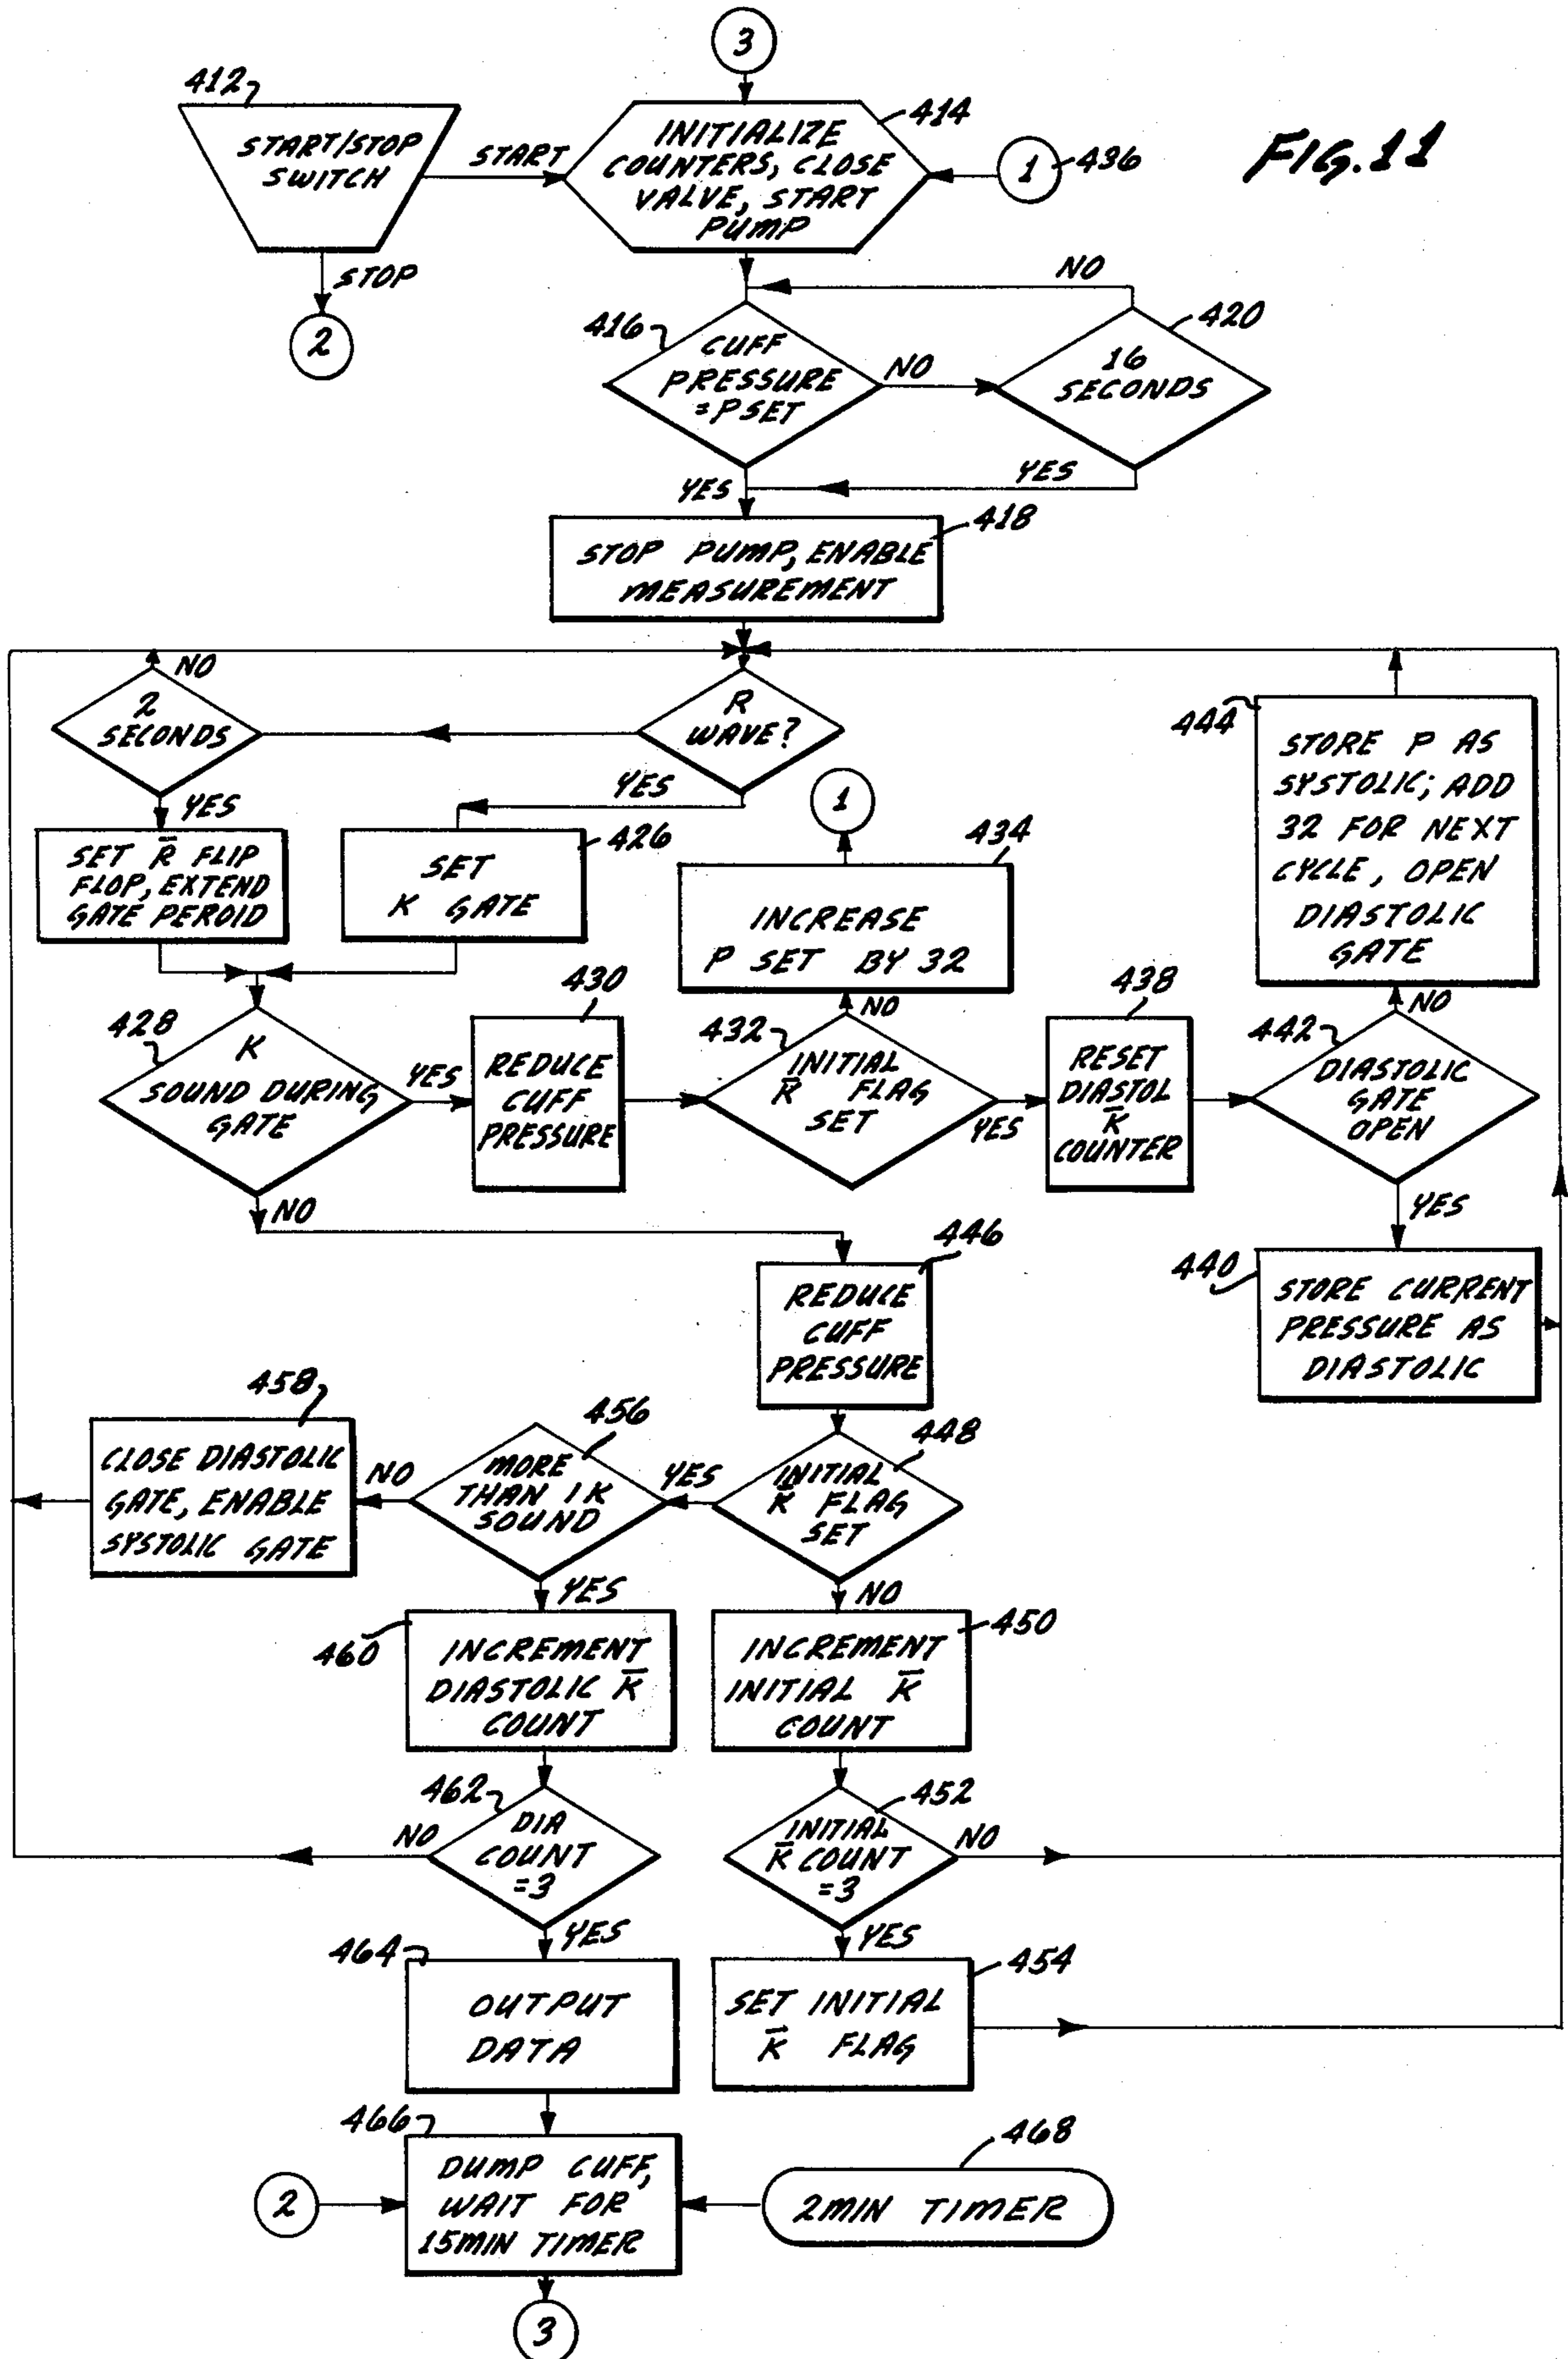 3
412
START/STOP
SWITCH
START
STOP
2
INITIALIZE
COUNTERS, CLOSE
VALVE, START
PUMP
414
1
436
FIG. 11
NO
416
CUFF
PRESSURE
=PSET
NO
16
SECONDS
420
YES
YES
STOP PUMP, ENABLE
MEASUREMENT
418
NO
2
SECONDS
R
WAVE?
YES
YES
SET R̄ FLIP
FLOP, EXTEND
GATE PEROID
SET
K GATE
426
1
434
INCREASE
P SET BY 32
444
STORE P AS
SYSTOLIC; ADD
32 FOR NEXT
CYCLE, OPEN
DIASTOLIC
GATE
428
K
SOUND DURING
GATE
YES
430
REDUCE
CUFF
PRESSURE
NO
432
INITIAL
K̄ FLAG
SET
YES
438
RESET
DIASTOL
K̄
COUNTER
NO
442
DIASTOLIC
GATE
OPEN
YES
NO
446
REDUCE
CUFF
PRESSURE
440
STORE CURRENT
PRESSURE AS
DIASTOLIC
458
CLOSE DIASTOLIC
GATE, ENABLE
SYSTOLIC GATE
NO
456
MORE
THAN 1 K
SOUND
YES
448
INITIAL
K̄ FLAG
SET
YES
NO
460
INCREMENT
DIASTOLIC K̄
COUNT
450
INCREMENT
INITIAL K̄
COUNT
462
NO
DIA
COUNT
=3
452
INITIAL
K̄ COUNT
=3
NO
YES
YES
464
OUTPUT
DATA
454
SET INITIAL
K̄ FLAG
466
2
DUMP CUFF,
WAIT FOR
15MIN TIMER
468
2MIN TIMER
3